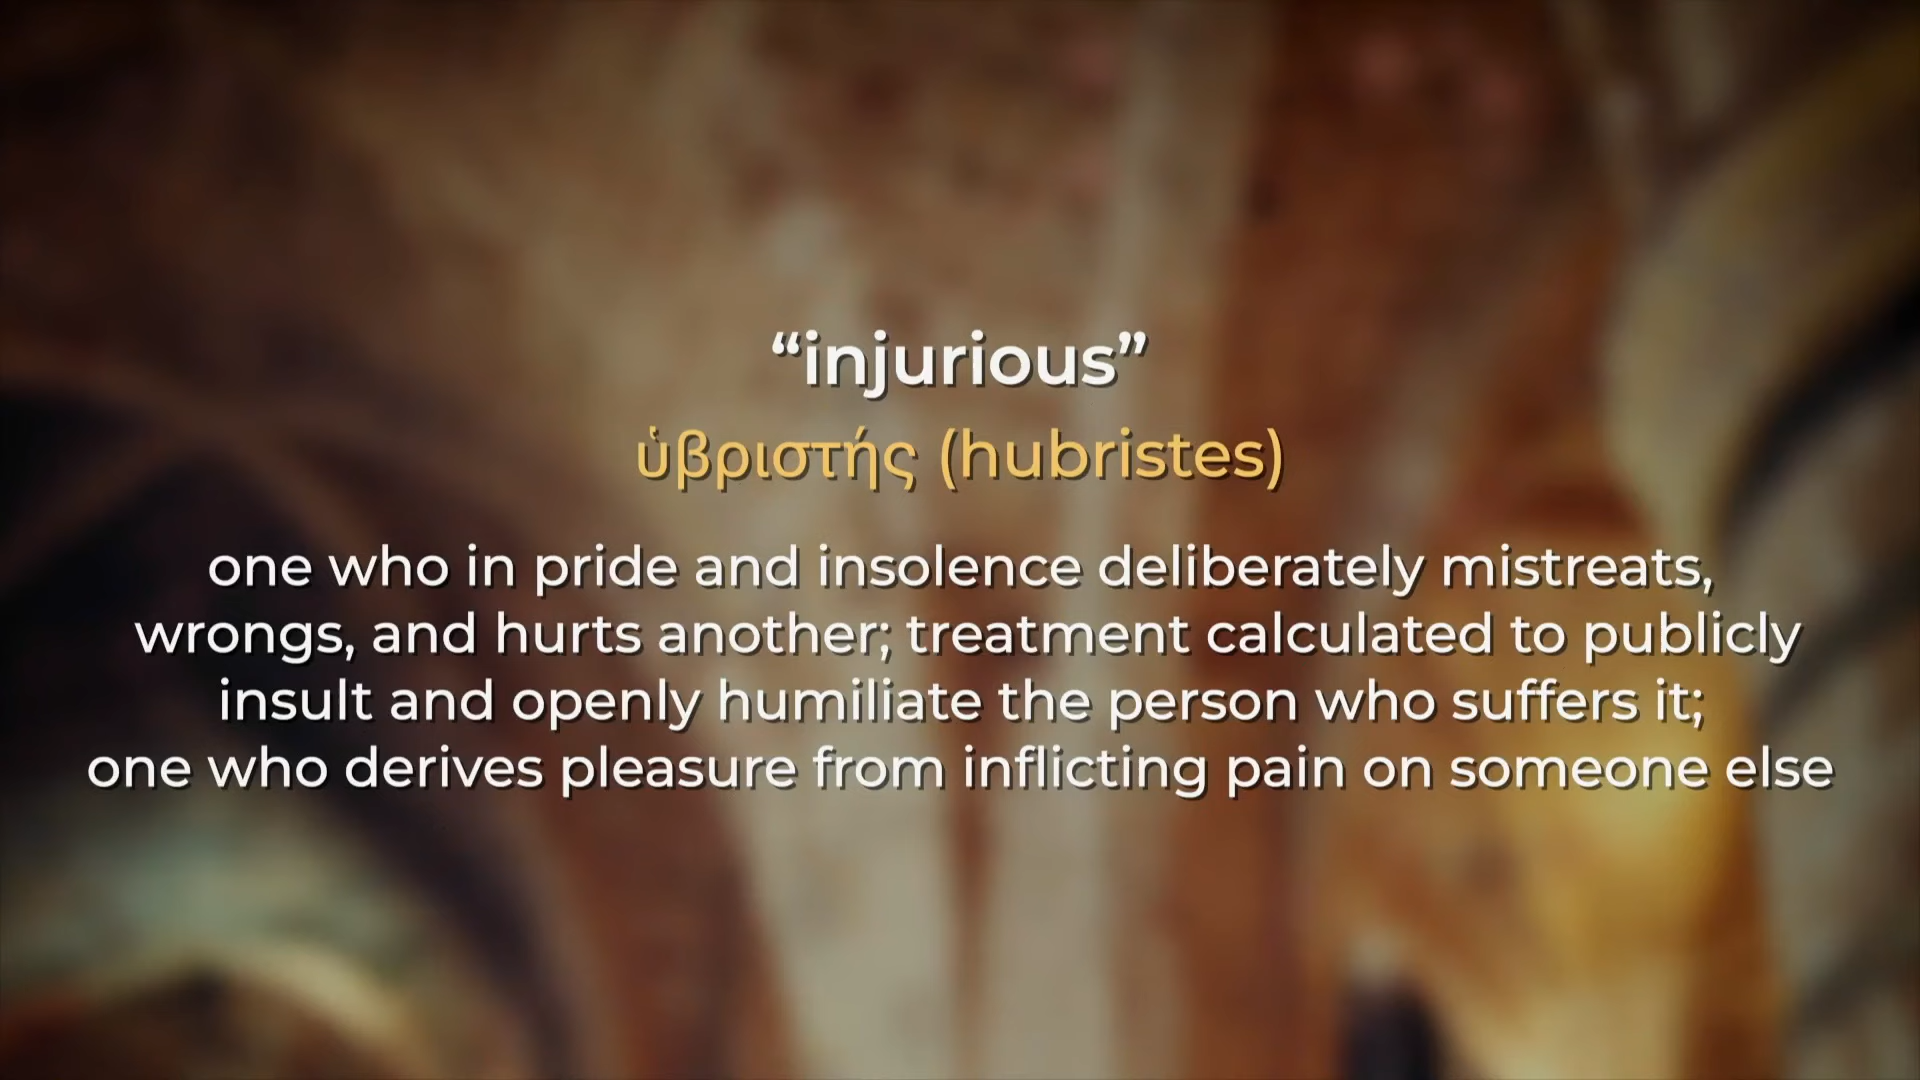 “injurious”
ὑβριστής (hubristes)
one who in pride and insolence deliberately mistreats,
wrongs, and hurts another; treatment calculated to publicly
insult and openly humiliate the person who suffers it;
one who derives pleasure from inflicting pain on someone else